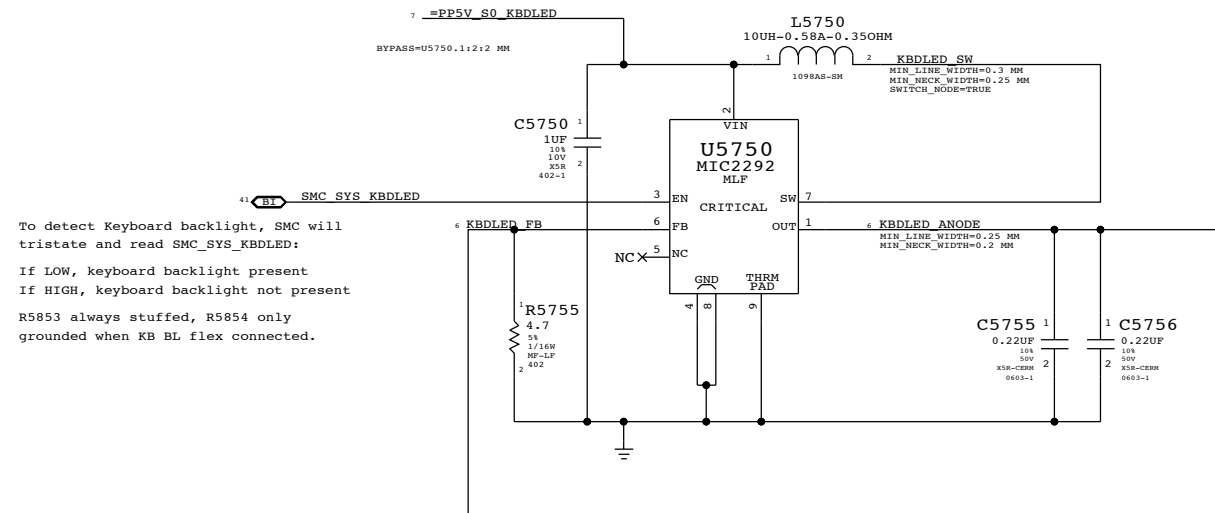 7 =PP5V_S0_KBDLED
BYPASS=U5750.1:2:2 MM
L5750
10UH-0.58A-0.35OHM
1 2
1098AS-SM
KBDLED_SW
MIN_LINE_WIDTH=0.3 MM
MIN_NECK_WIDTH=0.25 MM
SWITCH_NODE=TRUE
C5750 1
1UF
10%
10V
X5R 2
402-1
2
VIN
U5750
MIC2292
MLF
CRITICAL
41 BI SMC_SYS_KBDLED
3 EN
SW 7
6 KBDLED_FB
6 FB
OUT 1
6 KBDLED_ANODE
MIN_LINE_WIDTH=0.25 MM
MIN_NECK_WIDTH=0.2 MM
NC 5 NC
GND
THRM
PAD
4 8 9
To detect Keyboard backlight, SMC will
tristate and read SMC_SYS_KBDLED:
If LOW, keyboard backlight present
If HIGH, keyboard backlight not present
R5853 always stuffed, R5854 only
grounded when KB BL flex connected.
1 R5755
4.7
5%
1/16W
MF-LF
2 402
C5755 1
0.22UF
10%
50V
X5R-CERM 2
0603-1
1 C5756
0.22UF
10%
50V
2 X5R-CERM
0603-1